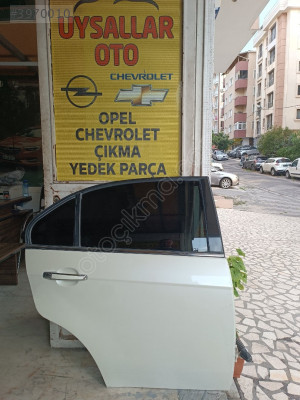 UYSALLAR
OTO
CHEVROLET
OPEL
CHEVROLET
ÇIKMA
YEDEK PARÇA